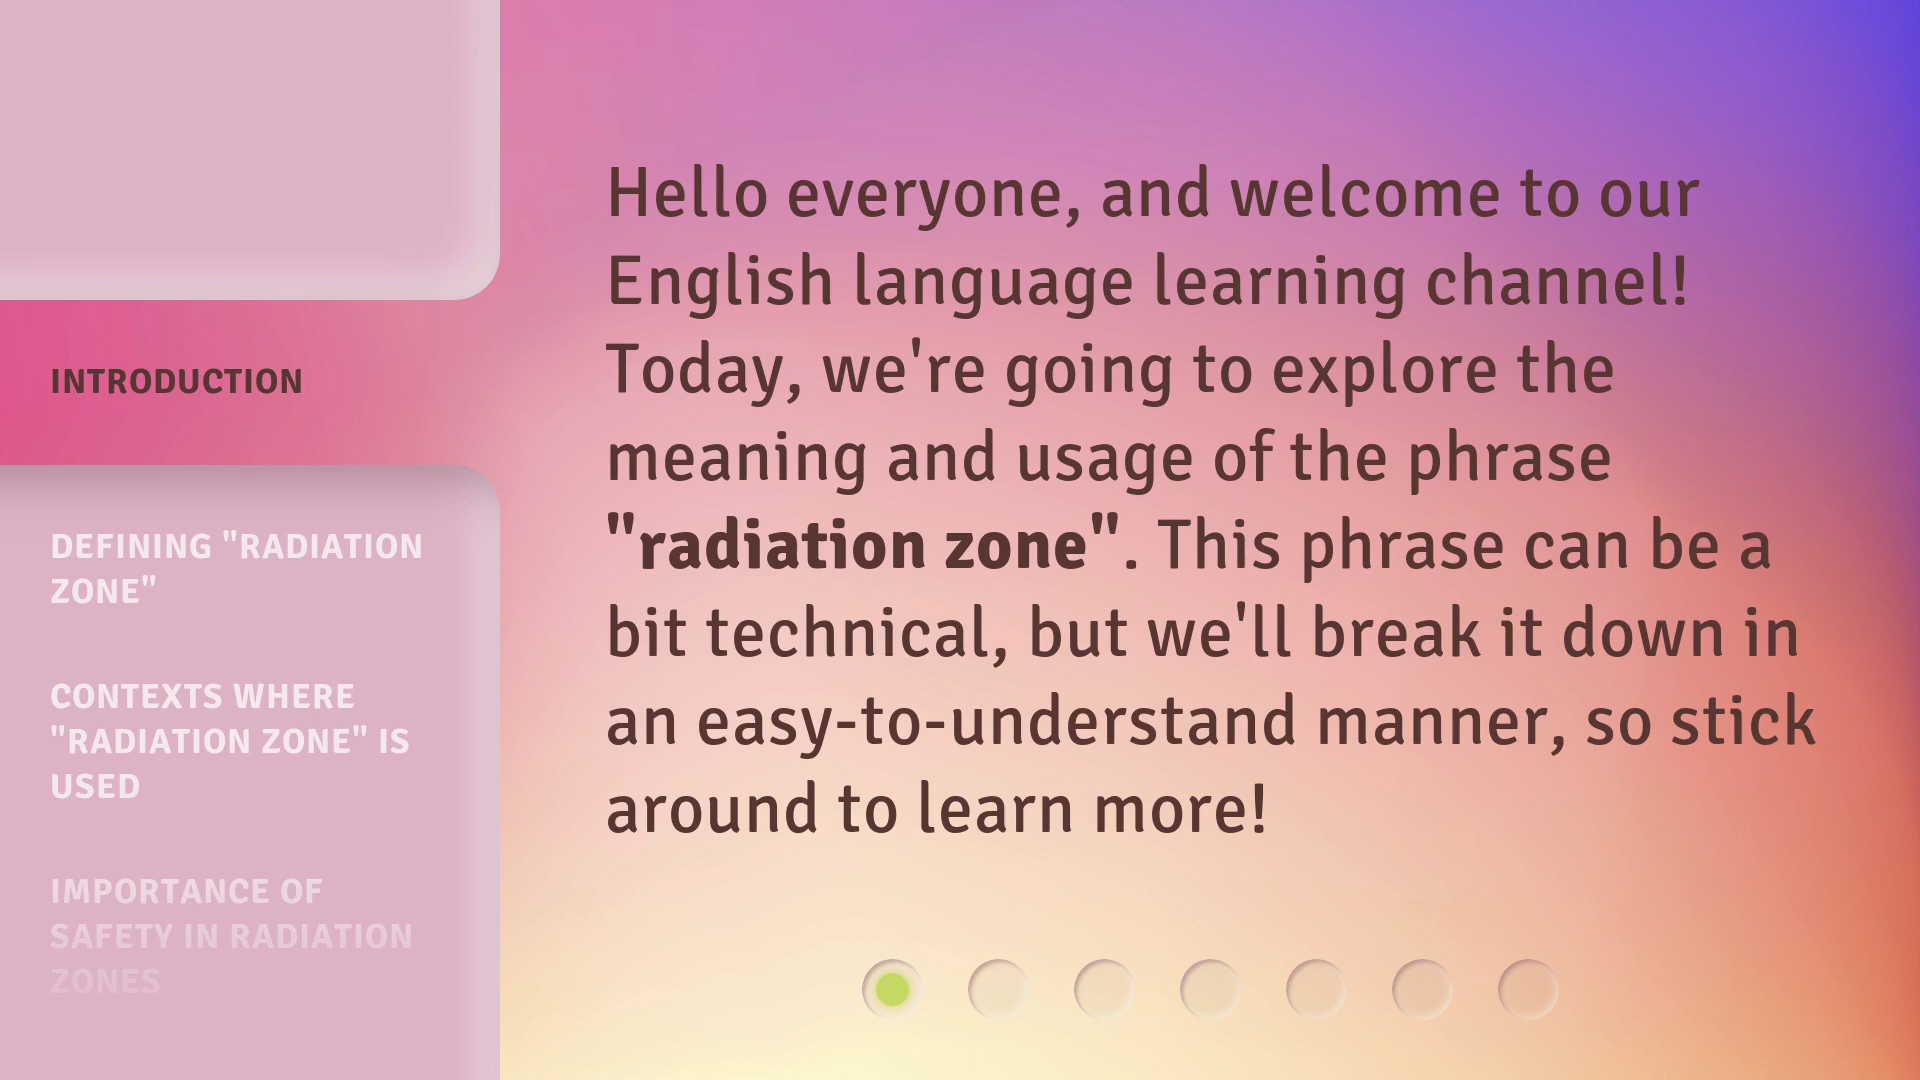 INTRODUCTION
DEFINING "RADIATION
ZONE"
CONTEXTS WHERE
"RADIATION ZONE" IS
USED
IMPORTANCE OF
SAFETY IN RADIATION
ZONES
Hello everyone, and welcome to our
English language learning channel!
Today, we're going to explore the
meaning and usage of the phrase
"radiation zone". This phrase can be a
bit technical, but we'll break it down in
an easy-to-understand manner, so stick
around to learn more!